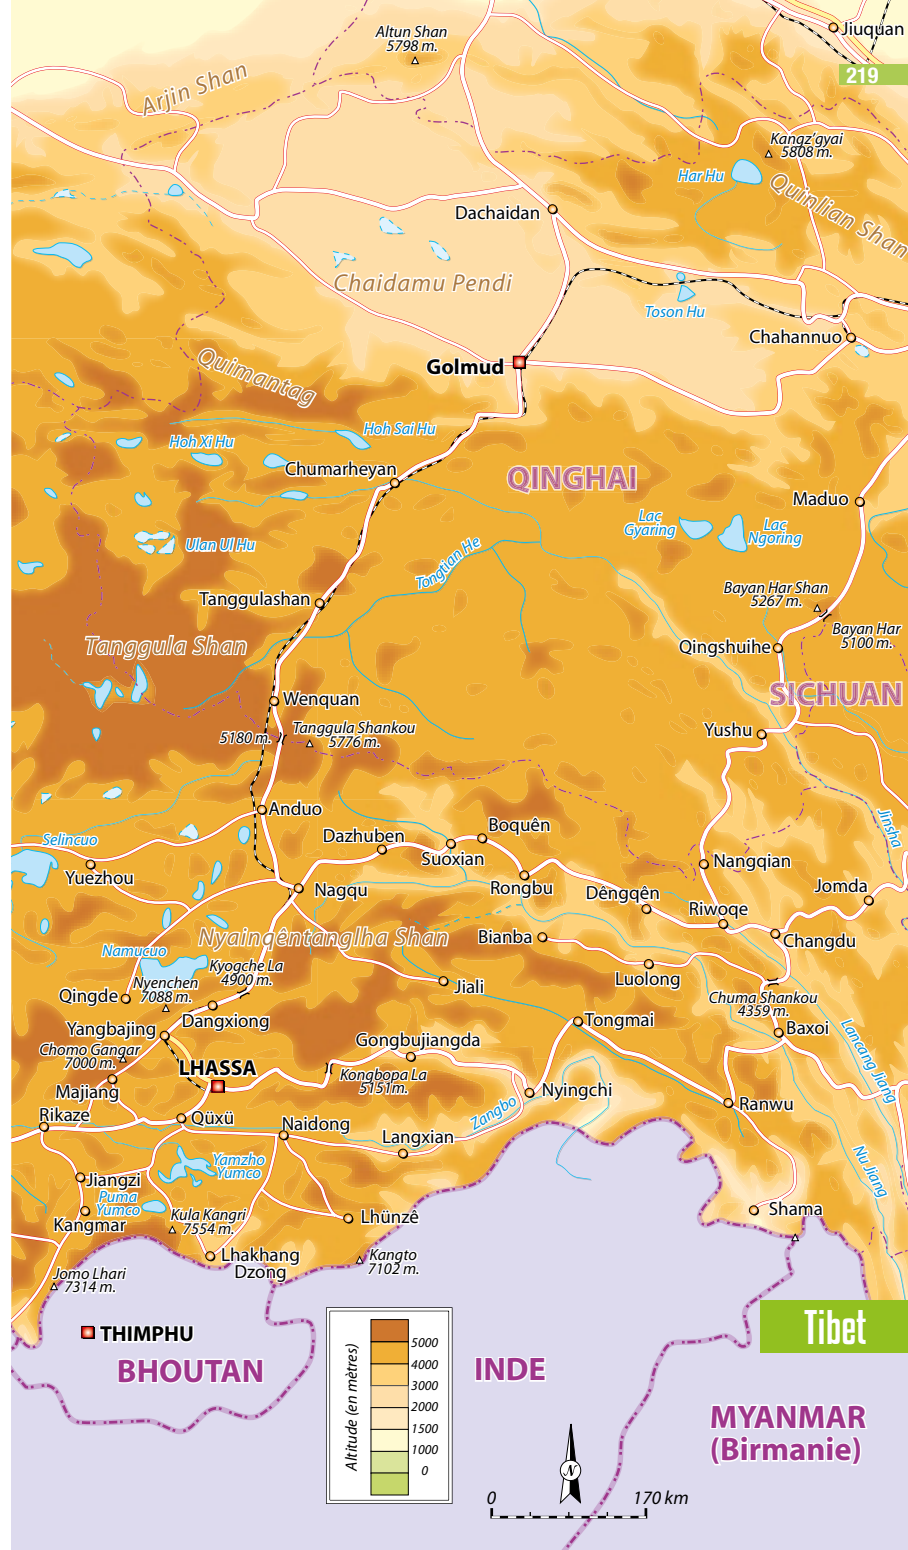 Altun Shan
5798 m.
Jiuquan
219
Arjin Shan
Kangz'gyai
5808 m.
Har Hu
Quinlian Shan
Dachaidan
Chaidamu Pendi
Toson Hu
Chahannuo
Golmud
Quimantag
Hoh Sai Hu
Hoh Xi Hu
Chumarheyan
QINGHAI
Maduo
Lac
Gyaring
Lac
Ngoring
Ulan Ul Hu
Tongtian He
Bayan Har Shan
5267 m.
Tanggulashan
Bayan Har
5100 m.
Tanggula Shan
Qingshuihe
SICHUAN
Wenquan
Tanggula Shankou
5776 m.
5180 m.
Yushu
Anduo
Jinsha
Selincuo
Dazhuben
Boquên
Suoxian
Yuezhou
Nangqian
Nagqu
Rongbu
Dêngqên
Jomda
Riwoqe
Nyainqêntanglha Shan
Bianba
Changdu
Namucuo
Kyogche La
4900 m.
Nyenchen
7088 m.
Luolong
Jiali
Qingde
Chuma Shankou
4359 m.
Dangxiong
Tongmai
Yangbajing
Baxoi
Gongbujiangda
Chomo Gangar
7000 m.
Lancang Jiang
LHASSA
Kongbopa La
5151m.
Majiang
Nyingchi
Ranwu
Rikaze
Qüxü
Naidong
Zangbo
Langxian
Yamzho
Yumco
Nu Jiang
Jiangzi
Puma
Yumco
Kangmar
Kula Kangri
7554 m.
Lhünzê
Shama
Lhakhang
Dzong
Kangto
7102 m.
Jomo Lhari
7314 m.
THIMPHU
Tibet
BHOUTAN
INDE
Altitude (en mètres)
5000
4000
3000
2000
1500
1000
0
MYANMAR
(Birmanie)
N
0 170 km